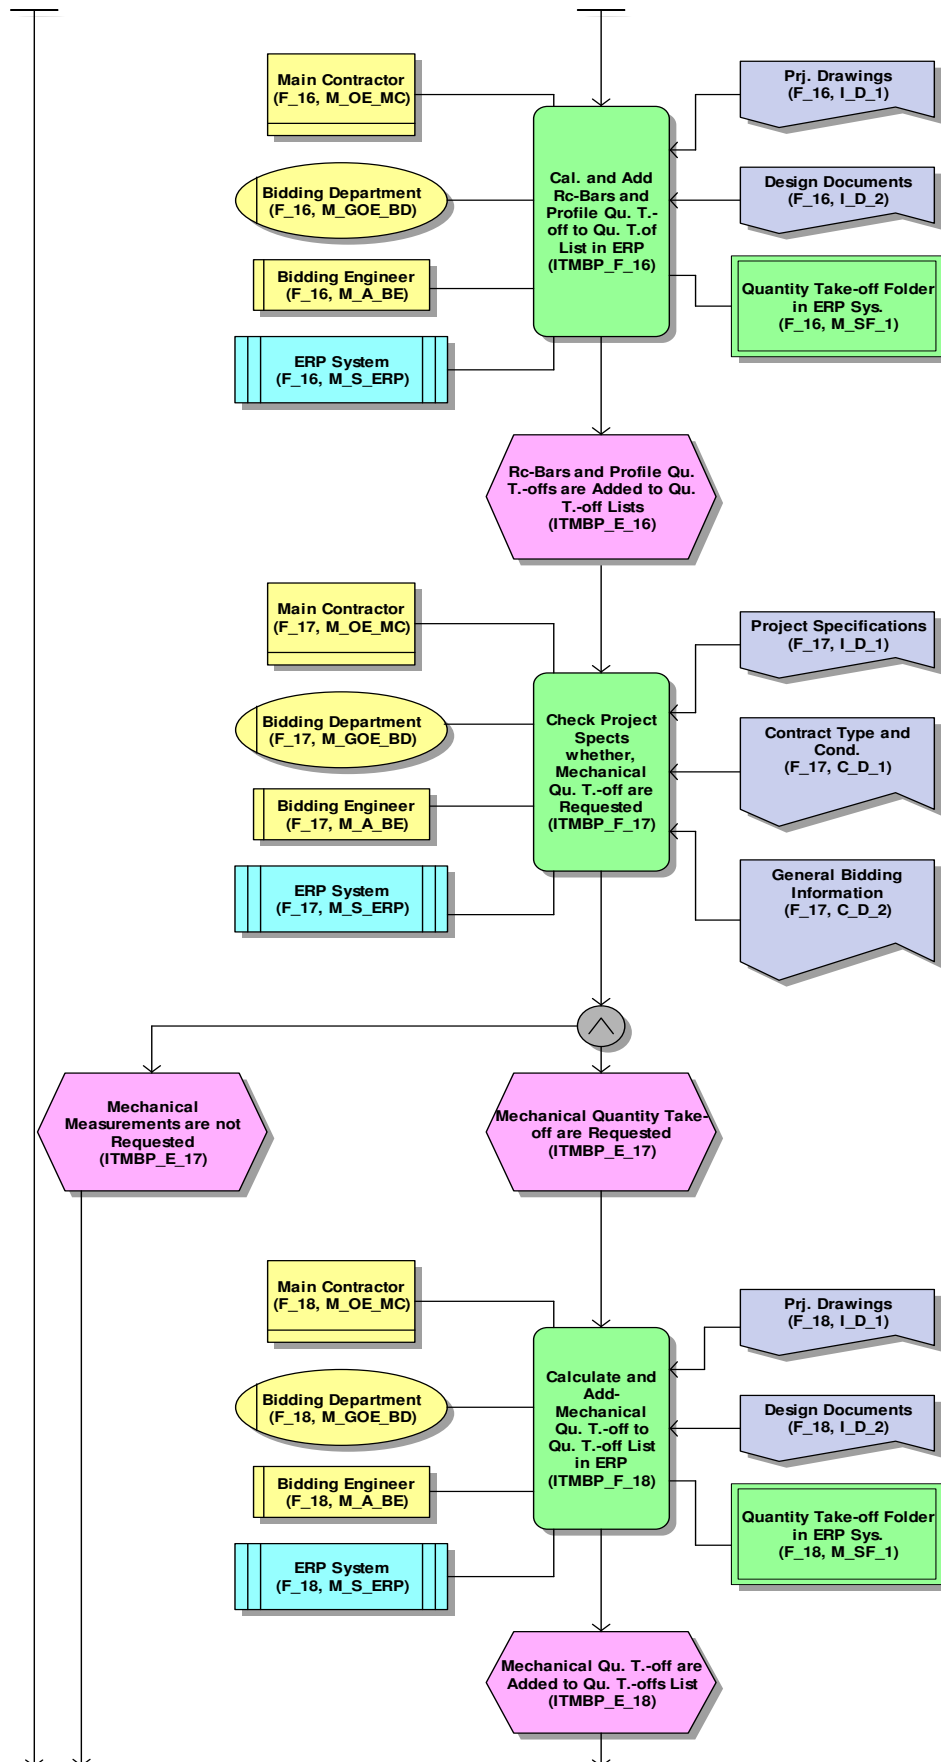 Main Contractor
(F_16, M_OE_MC)
Bidding Department
(F_16, M_GOE_BD)
Bidding Engineer
(F_16, M_A_BE)
ERP System
(F_16, M_S_ERP)
Cal. and Add
Rc-Bars and
Profile Qu. T.-
off to Qu. T.of
List in ERP
(ITMBP_F_16)
Prj. Drawings
(F_16, I_D_1)
Design Documents
(F_16, I_D_2)
Quantity Take-off Folder
in ERP Sys.
(F_16, M_SF_1)
Rc-Bars and Profile Qu.
T.-offs are Added to Qu.
T.-off Lists
(ITMBP_E_16)
Main Contractor
(F_17, M_OE_MC)
Bidding Department
(F_17, M_GOE_BD)
Bidding Engineer
(F_17, M_A_BE)
ERP System
(F_17, M_S_ERP)
Check Project
Spects
whether,
Mechanical
Qu. T.-off are
Requested
(ITMBP_F_17)
Project Specifications
(F_17, I_D_1)
Contract Type and
Cond.
(F_17, C_D_1)
General Bidding
Information
(F_17, C_D_2)
Mechanical
Measurements are not
Requested
(ITMBP_E_17)
Mechanical Quantity Take-
off are Requested
(ITMBP_E_17)
Main Contractor
(F_18, M_OE_MC)
Bidding Department
(F_18, M_GOE_BD)
Bidding Engineer
(F_18, M_A_BE)
ERP System
(F_18, M_S_ERP)
Calculate and
Add-
Mechanical
Qu. T.-off to
Qu. T.-off List
in ERP
(ITMBP_F_18)
Prj. Drawings
(F_18, I_D_1)
Design Documents
(F_18, I_D_2)
Quantity Take-off Folder
in ERP Sys.
(F_18, M_SF_1)
Mechanical Qu. T.-off are
Added to Qu. T.-offs List
(ITMBP_E_18)